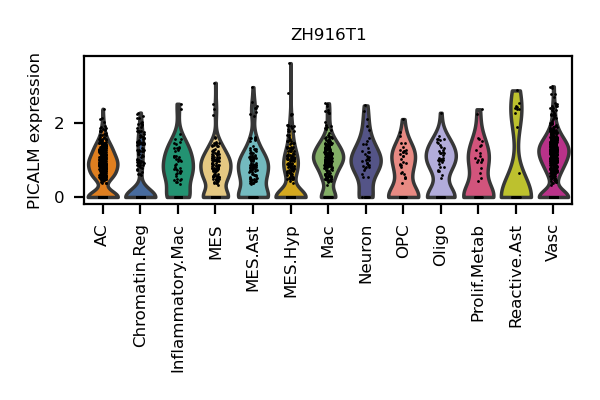 ZH916T1
PICALM expression
2
0
AC
Chromatin.Reg
Inflammatory.Mac
MES
MES.Ast
MES.Hyp
Mac
Neuron
OPC
Oligo
Prolif.Metab
Reactive.Ast
Vasc